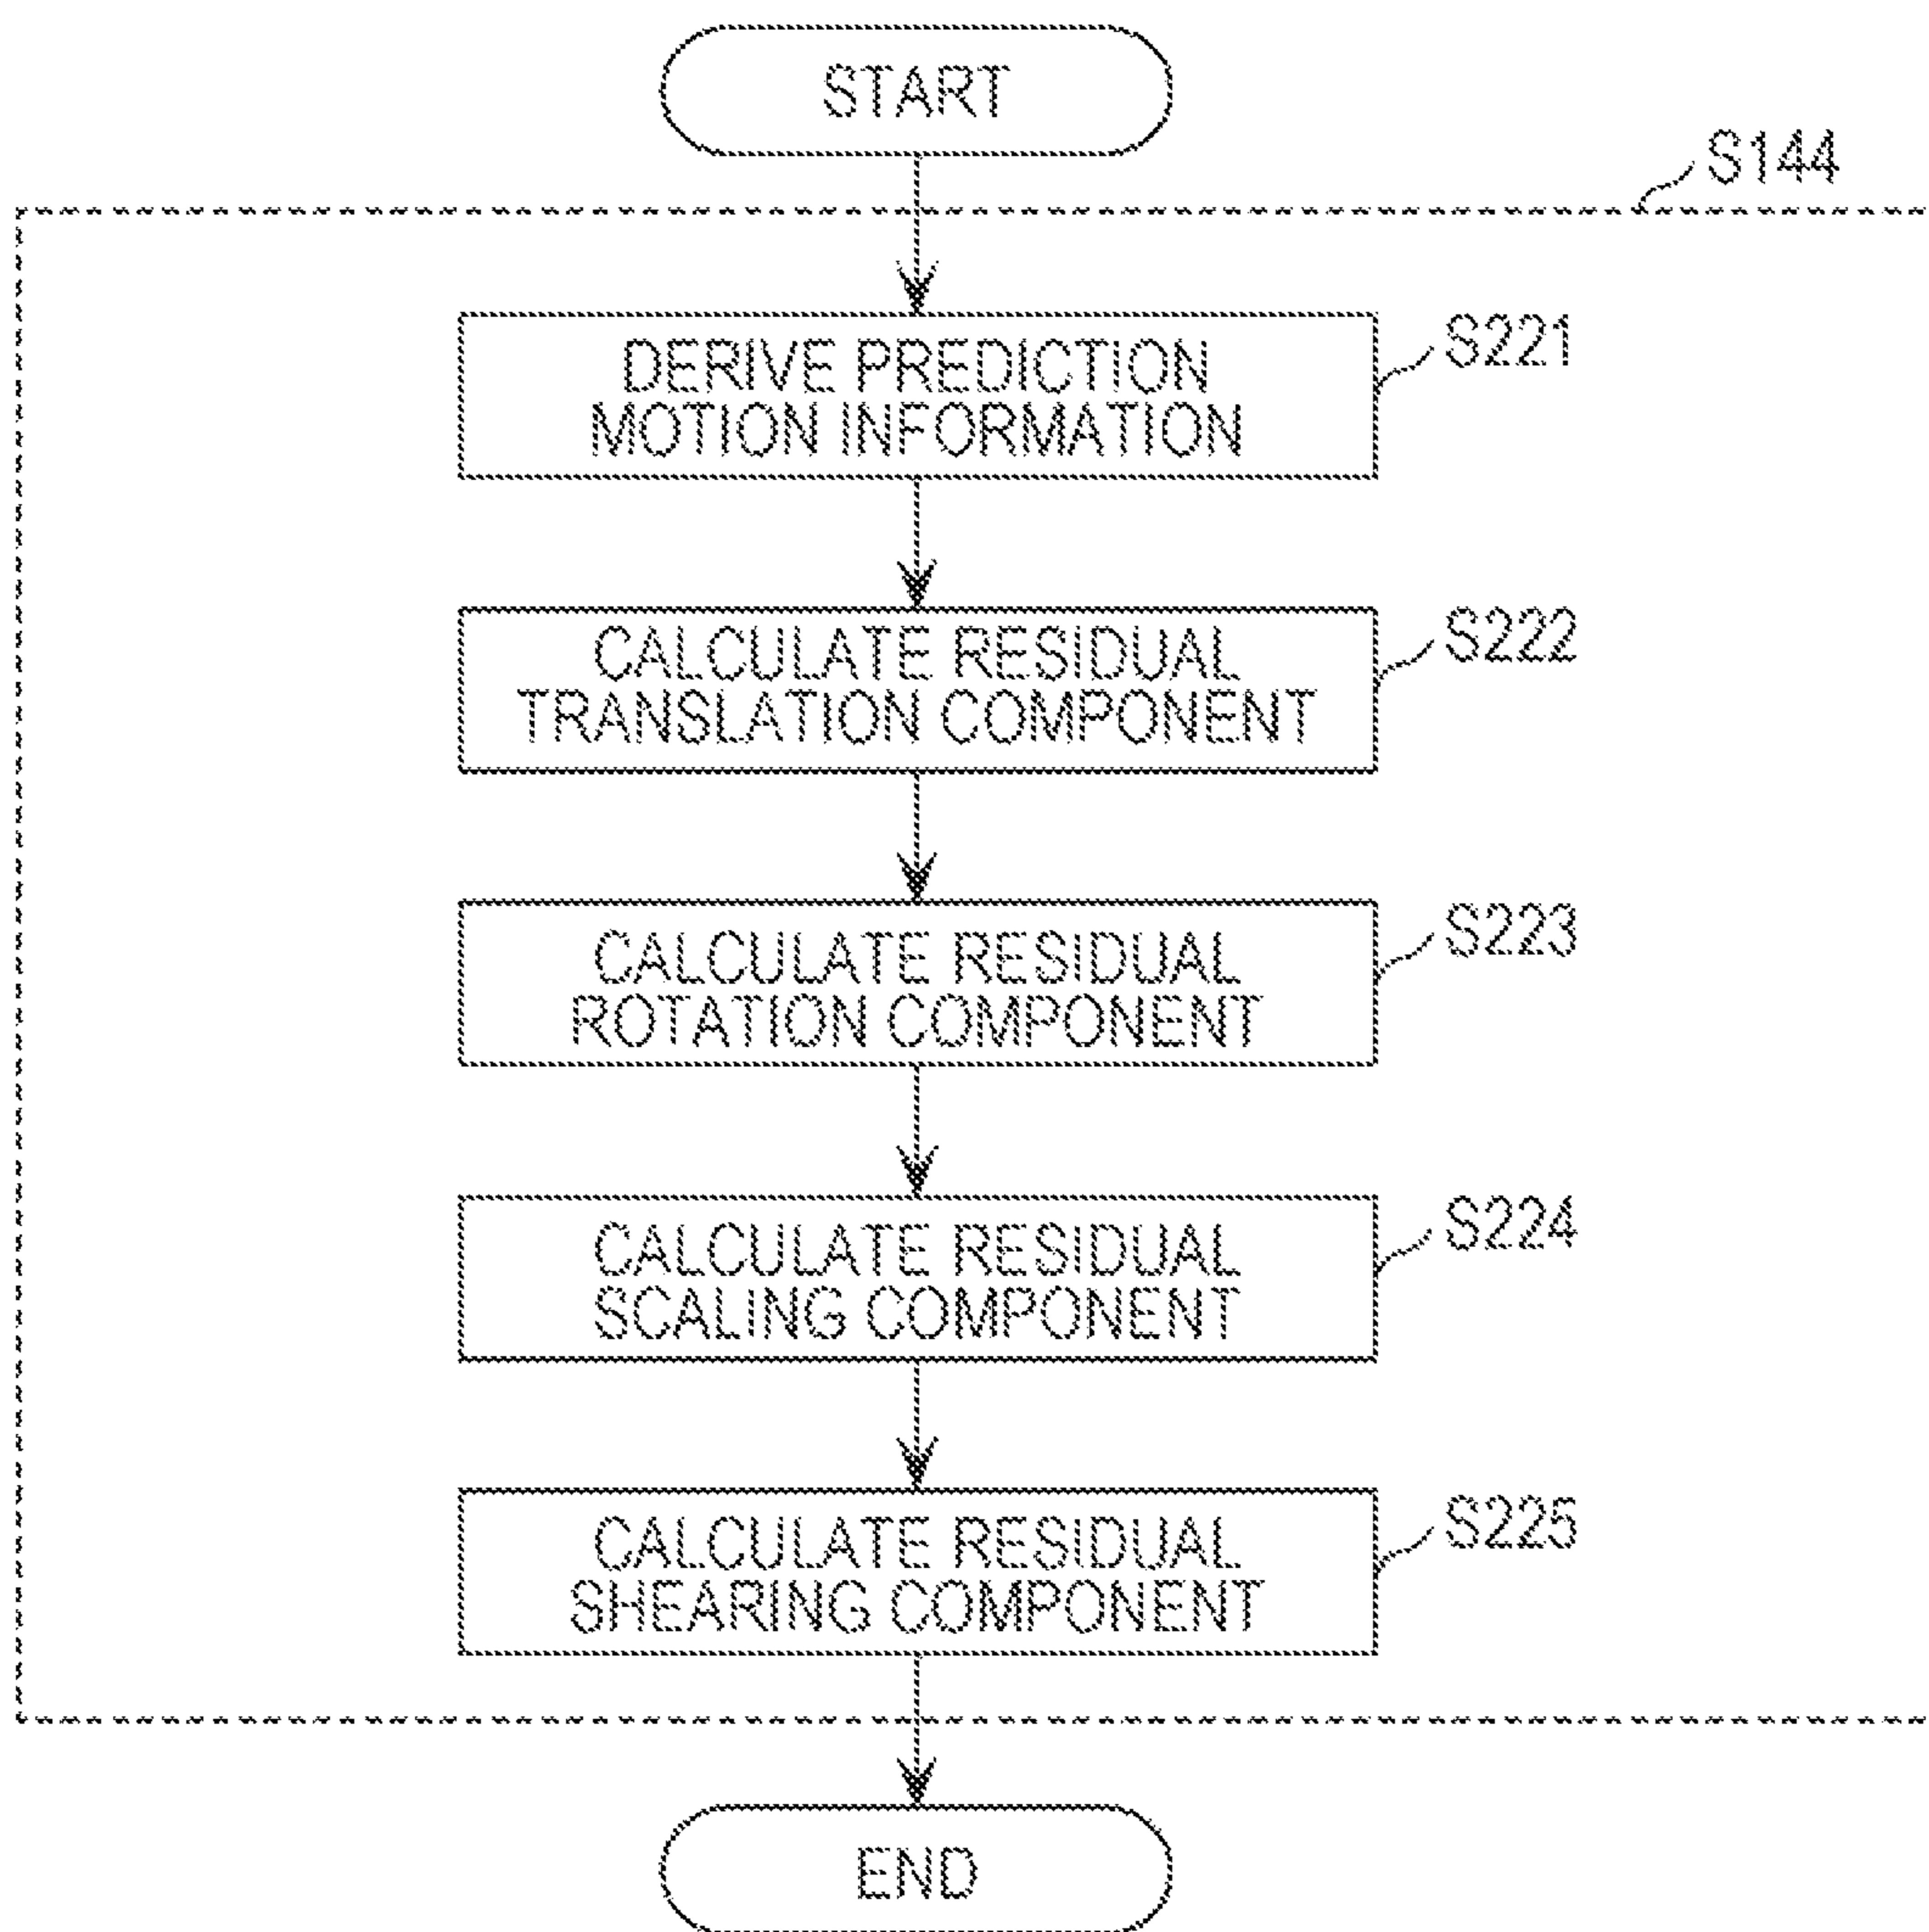 START
S144
DERIVE PREDICTION
MOTION INFORMATION
S221
CALCULATE RESIDUAL
TRANSLATION COMPONENT
S222
CALCULATE RESIDUAL
ROTATION COMPONENT
S223
CALCULATE RESIDUAL
SCALING COMPONENT
S224
CALCULATE RESIDUAL
SHEARING COMPONENT
S225
END